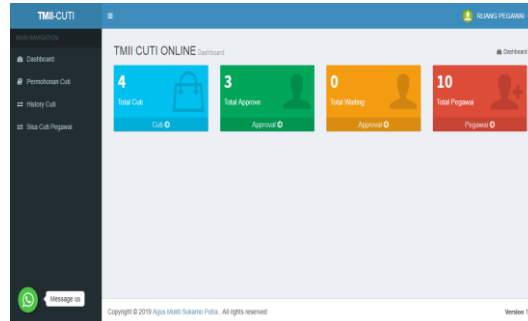 TMII-CUTI
RUANG PEGAWAI
MAIN NAVIGATION
Dashboard
Permohonan Cuti
History Cuti
Sisa Cuti Pegawai
TMII CUTI ONLINE Dashboard
Dashboard
4
Total Cuti
Cuti
3
Total Approve
Approval
0
Total Waiting
Approval
10
Total Pegawai
Pegawai
Message us
Copyright © 2019 Agus Mukti Sukarno Putra.. All rights reserved
Version